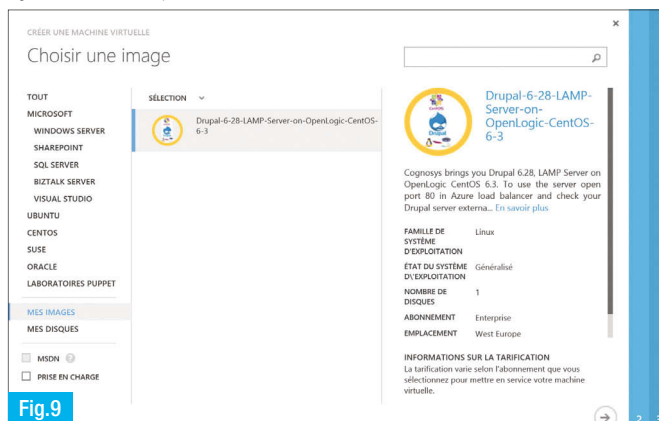 CRÉER UNE MACHINE VIRTUELLE
Choisir une image
TOUT
MICROSOFT
WINDOWS SERVER
SHAREPOINT
SQL SERVER
BIZTALK SERVER
VISUAL STUDIO
UBUNTU
CENTOS
SUSE
ORACLE
LABORATOIRES PUPPET
MES IMAGES
MES DISQUES
MSDN
PRISE EN CHARGE
SÉLECTION
Drupal-6-28-LAMP-Server-on-OpenLogic-CentOS-
6-3
Drupal-6-28-LAMP-
Server-on-
OpenLogic-CentOS-
6-3
Cognosys brings you Drupal 6.28, LAMP Server on
OpenLogic CentOS 6.3. To use the server open
port 80 in Azure load balancer and check your
Drupal server externa... En savoir plus
FAMILLE DE
SYSTÈME
D'EXPLOITATION
Linux
ÉTAT DU SYSTÈME
D\'EXPLOITATION
Généralisé
NOMBRE DE
DISQUES
1
ABONNEMENT
Enterprise
EMPLACEMENT
West Europe
INFORMATIONS SUR LA TARIFICATION
La tarification varie selon l'abonnement que vous
sélectionnez pour mettre en service votre machine
virtuelle.
Fig.9
2